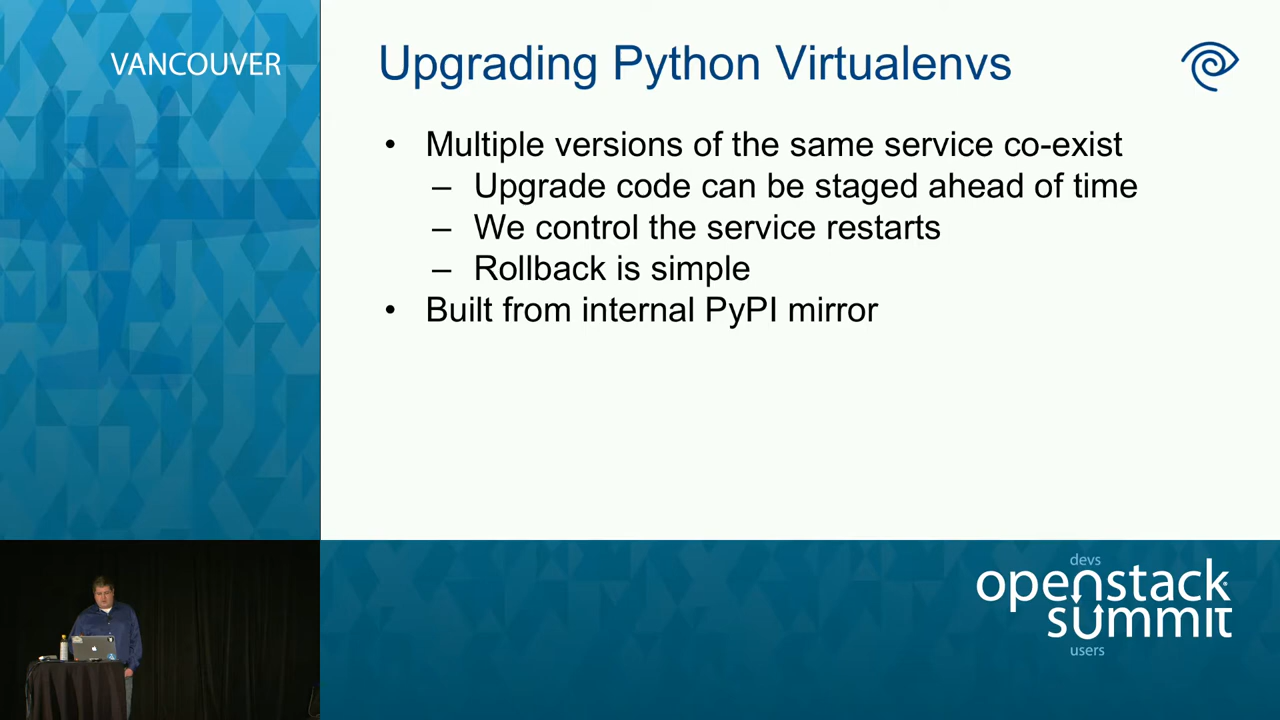 VANCOUVER
Upgrading Python Virtualenvs
• Multiple versions of the same service co-exist
– Upgrade code can be staged ahead of time
– We control the service restarts
– Rollback is simple
• Built from internal PyPI mirror
devs
openstack
summit
users